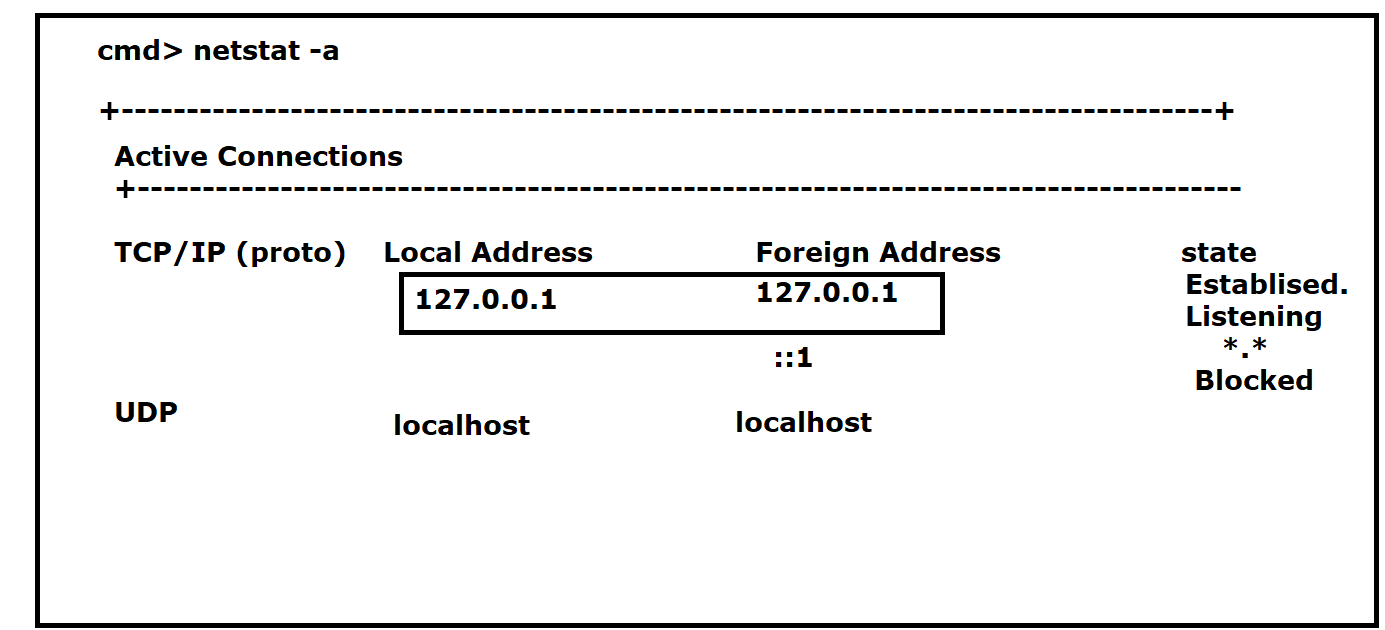 cmd> netstat -a
+------------------------------------------------------------------------------------+
Active Connections
+-------------------------------------------------------------------------------------
TCP/IP (proto) Local Address Foreign Address state
127.0.0.1 127.0.0.1 Establised.
Listening
::1 *.*
Blocked
UDP localhost localhost